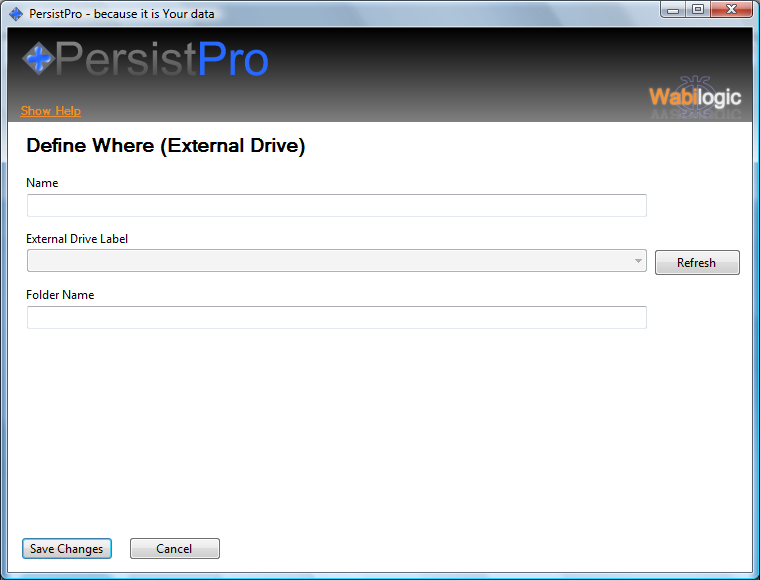 PersistPro - because it is Your data
PersistPro
Show Help
Wabilogic
Define Where (External Drive)
Name
External Drive Label
Refresh
Folder Name
Save Changes
Cancel